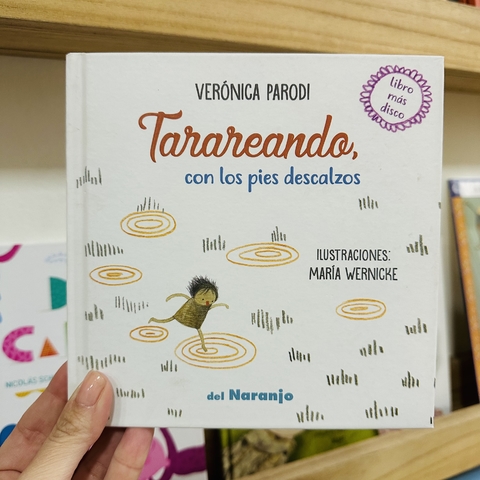 VERÓNICA PARODI
libro
más
disco
Tarareando,
con los pies descalzos
ILUSTRACIONES:
MARÍA WERNICKE
del Naranjo